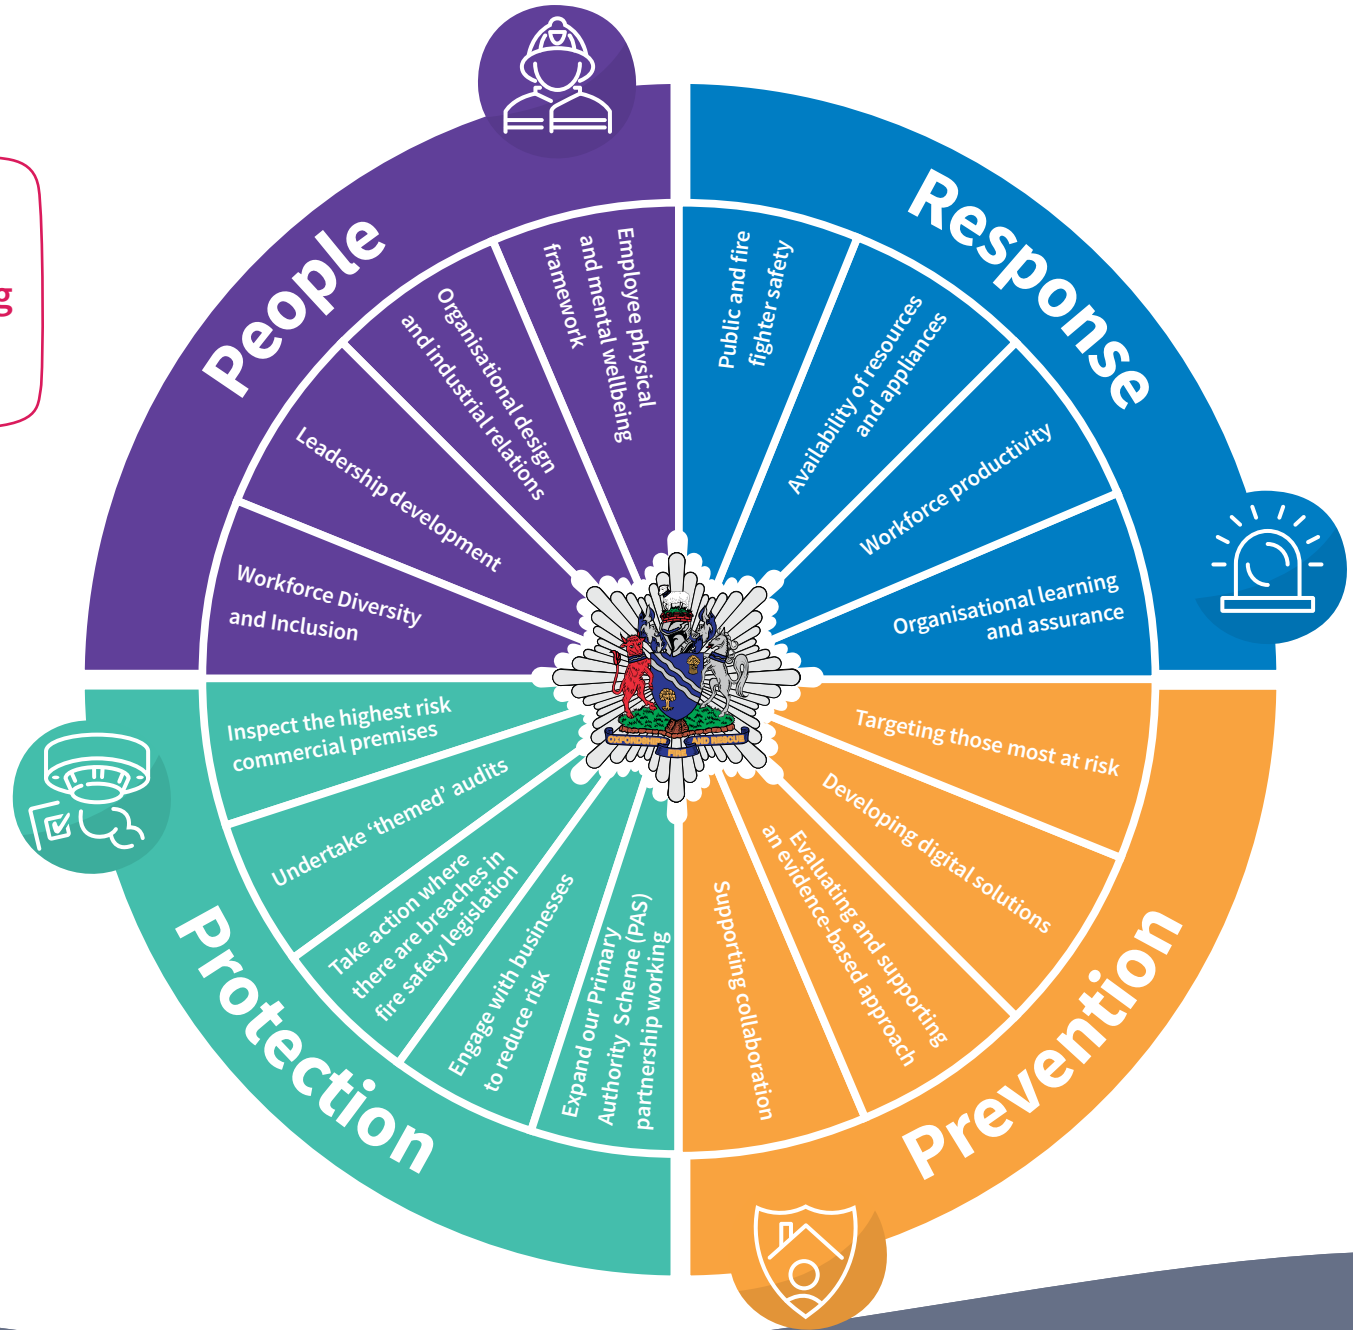 People
Employee physical
and mental wellbeing
framework
Organisational design
and industrial relations
Leadership development
Workforce Diversity
and Inclusion
Response
Public and fire
fighter safety
Availability of resources
and appliances
Workforce productivity
Organisational learning
and assurance
Prevention
Targeting those most at risk
Developing digital solutions
Evaluating and supporting
an evidence-based approach
Supporting collaboration
Protection
Inspect the highest risk
commercial premises
Undertake ‘themed’ audits
Take action where
there are breaches in
fire safety legislation
Engage with businesses
to reduce risk
Expand our Primary
Authority Scheme (PAS)
partnership working
OXFORDSHIRE FIRE AND RESCUE
g